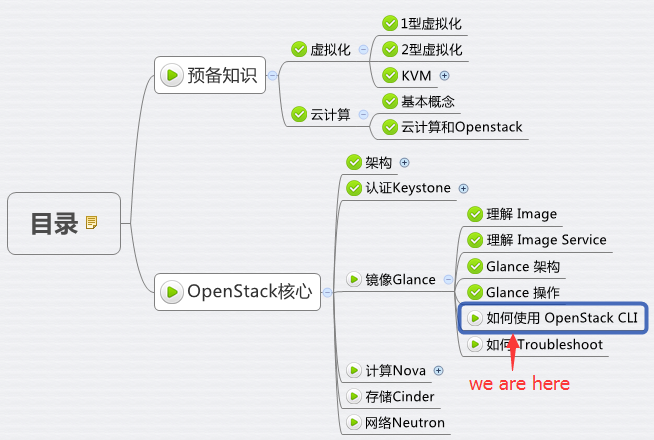 1型虚拟化
虚拟化
2型虚拟化
预备知识
KVM
基本概念
云计算
云计算和Openstack
架构
认证Keystone
目录
理解 Image
理解 Image Service
Glance 架构
镜像Glance
OpenStack核心
Glance 操作
如何使用 OpenStack CLI
如何 Troubleshoot
计算Nova
we are here
存储Cinder
网络Neutron